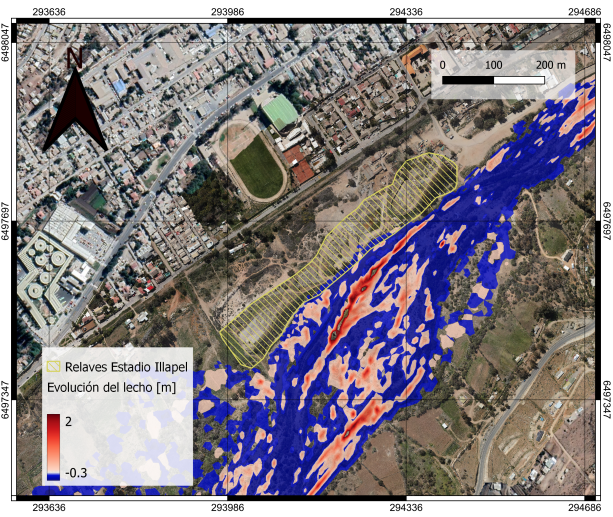 293636 293986 294336 294686
6498047 6498047
N
0 100 200 m
6497697 6497697
Relaves Estadio Illapel
Evolución del lecho [m]
2
-0.3
6497347 6497347
293636 293986 294336 294686